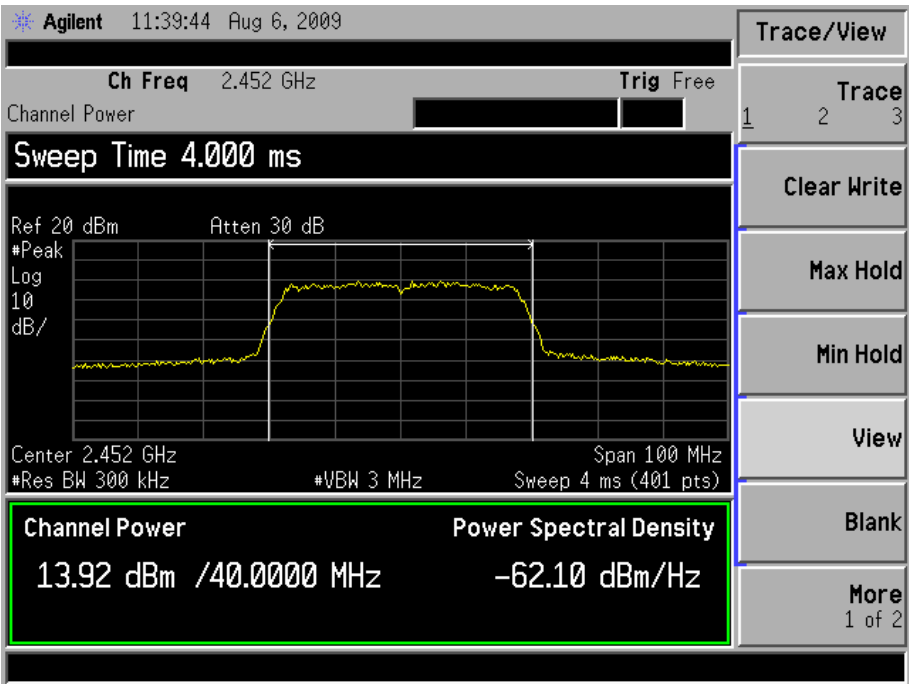 Agilent 11:39:44 Aug 6, 2009
Trace/View
Ch Freq 2.452 GHz Trig Free
Channel Power
Trace
1 2 3
Sweep Time 4.000 ms
Clear Write
Ref 20 dBm Atten 30 dB
#Peak
Log
10
dB/
Max Hold
Min Hold
View
Center 2.452 GHz Span 100 MHz
#Res BW 300 kHz #VBW 3 MHz Sweep 4 ms (401 pts)
Channel Power Power Spectral Density
13.92 dBm /40.0000 MHz -62.10 dBm/Hz
Blank
More
1 of 2